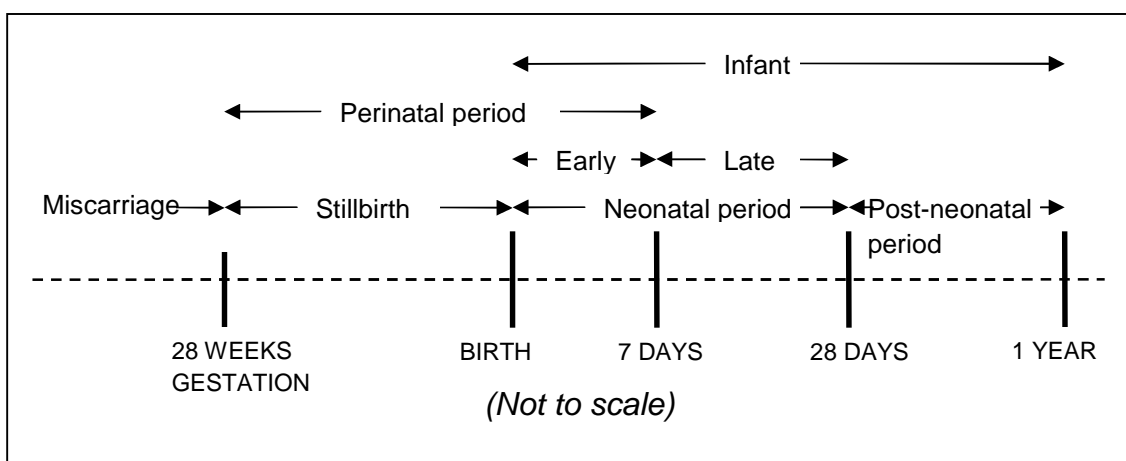 Infant
Perinatal period
Early
Late
Miscarriage
Stillbirth
Neonatal period
Post-neonatal
period
28 WEEKS
GESTATION
BIRTH
7 DAYS
28 DAYS
1 YEAR
(Not to scale)